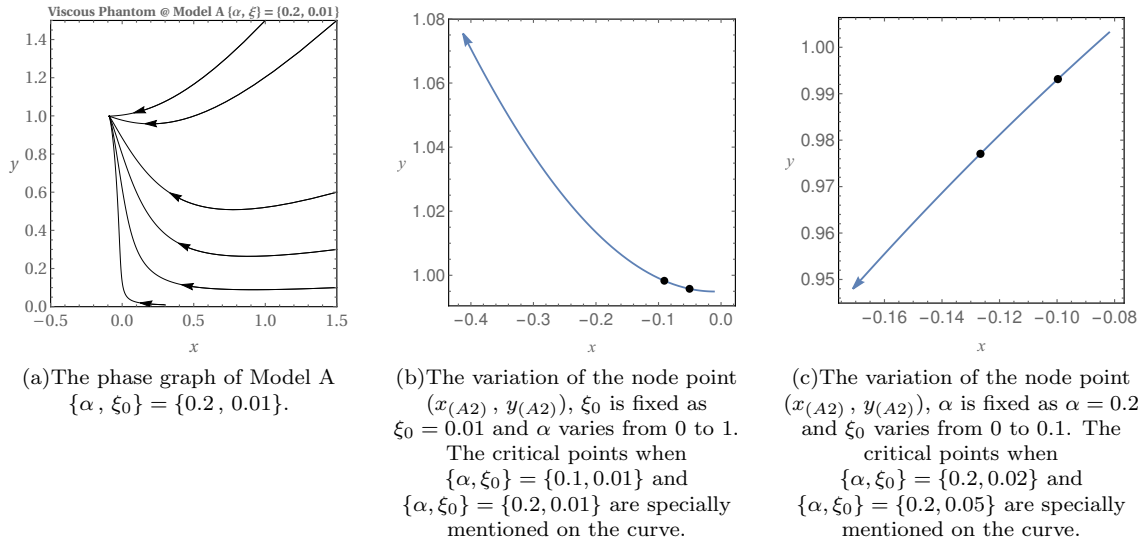 Viscous Phantom @ Model A {α, ξ} = {0.2, 0.01}
1.4
1.2
1.0
y 0.8
0.6
0.4
0.2
0.0
−0.5 0.0 0.5 1.0 1.5
x
(a)The phase graph of Model A
{α , ξ₀} = {0.2 , 0.01}.
1.08
1.06
y
1.04
1.02
1.00
−0.4 −0.3 −0.2 −0.1 0.0
x
(b)The variation of the node point
(x₍A2₎ , y₍A2₎), ξ₀ is fixed as
ξ₀ = 0.01 and α varies from 0 to 1.
The critical points when
{α, ξ₀} = {0.1, 0.01} and
{α, ξ₀} = {0.2, 0.01} are specially
mentioned on the curve.
1.00
0.99
0.98
y
0.97
0.96
0.95
−0.16 −0.14 −0.12 −0.10 −0.08
x
(c)The variation of the node point
(x₍A2₎ , y₍A2₎), α is fixed as α = 0.2
and ξ₀ varies from 0 to 0.1. The
critical points when
{α, ξ₀} = {0.2, 0.02} and
{α, ξ₀} = {0.2, 0.05} are specially
mentioned on the curve.